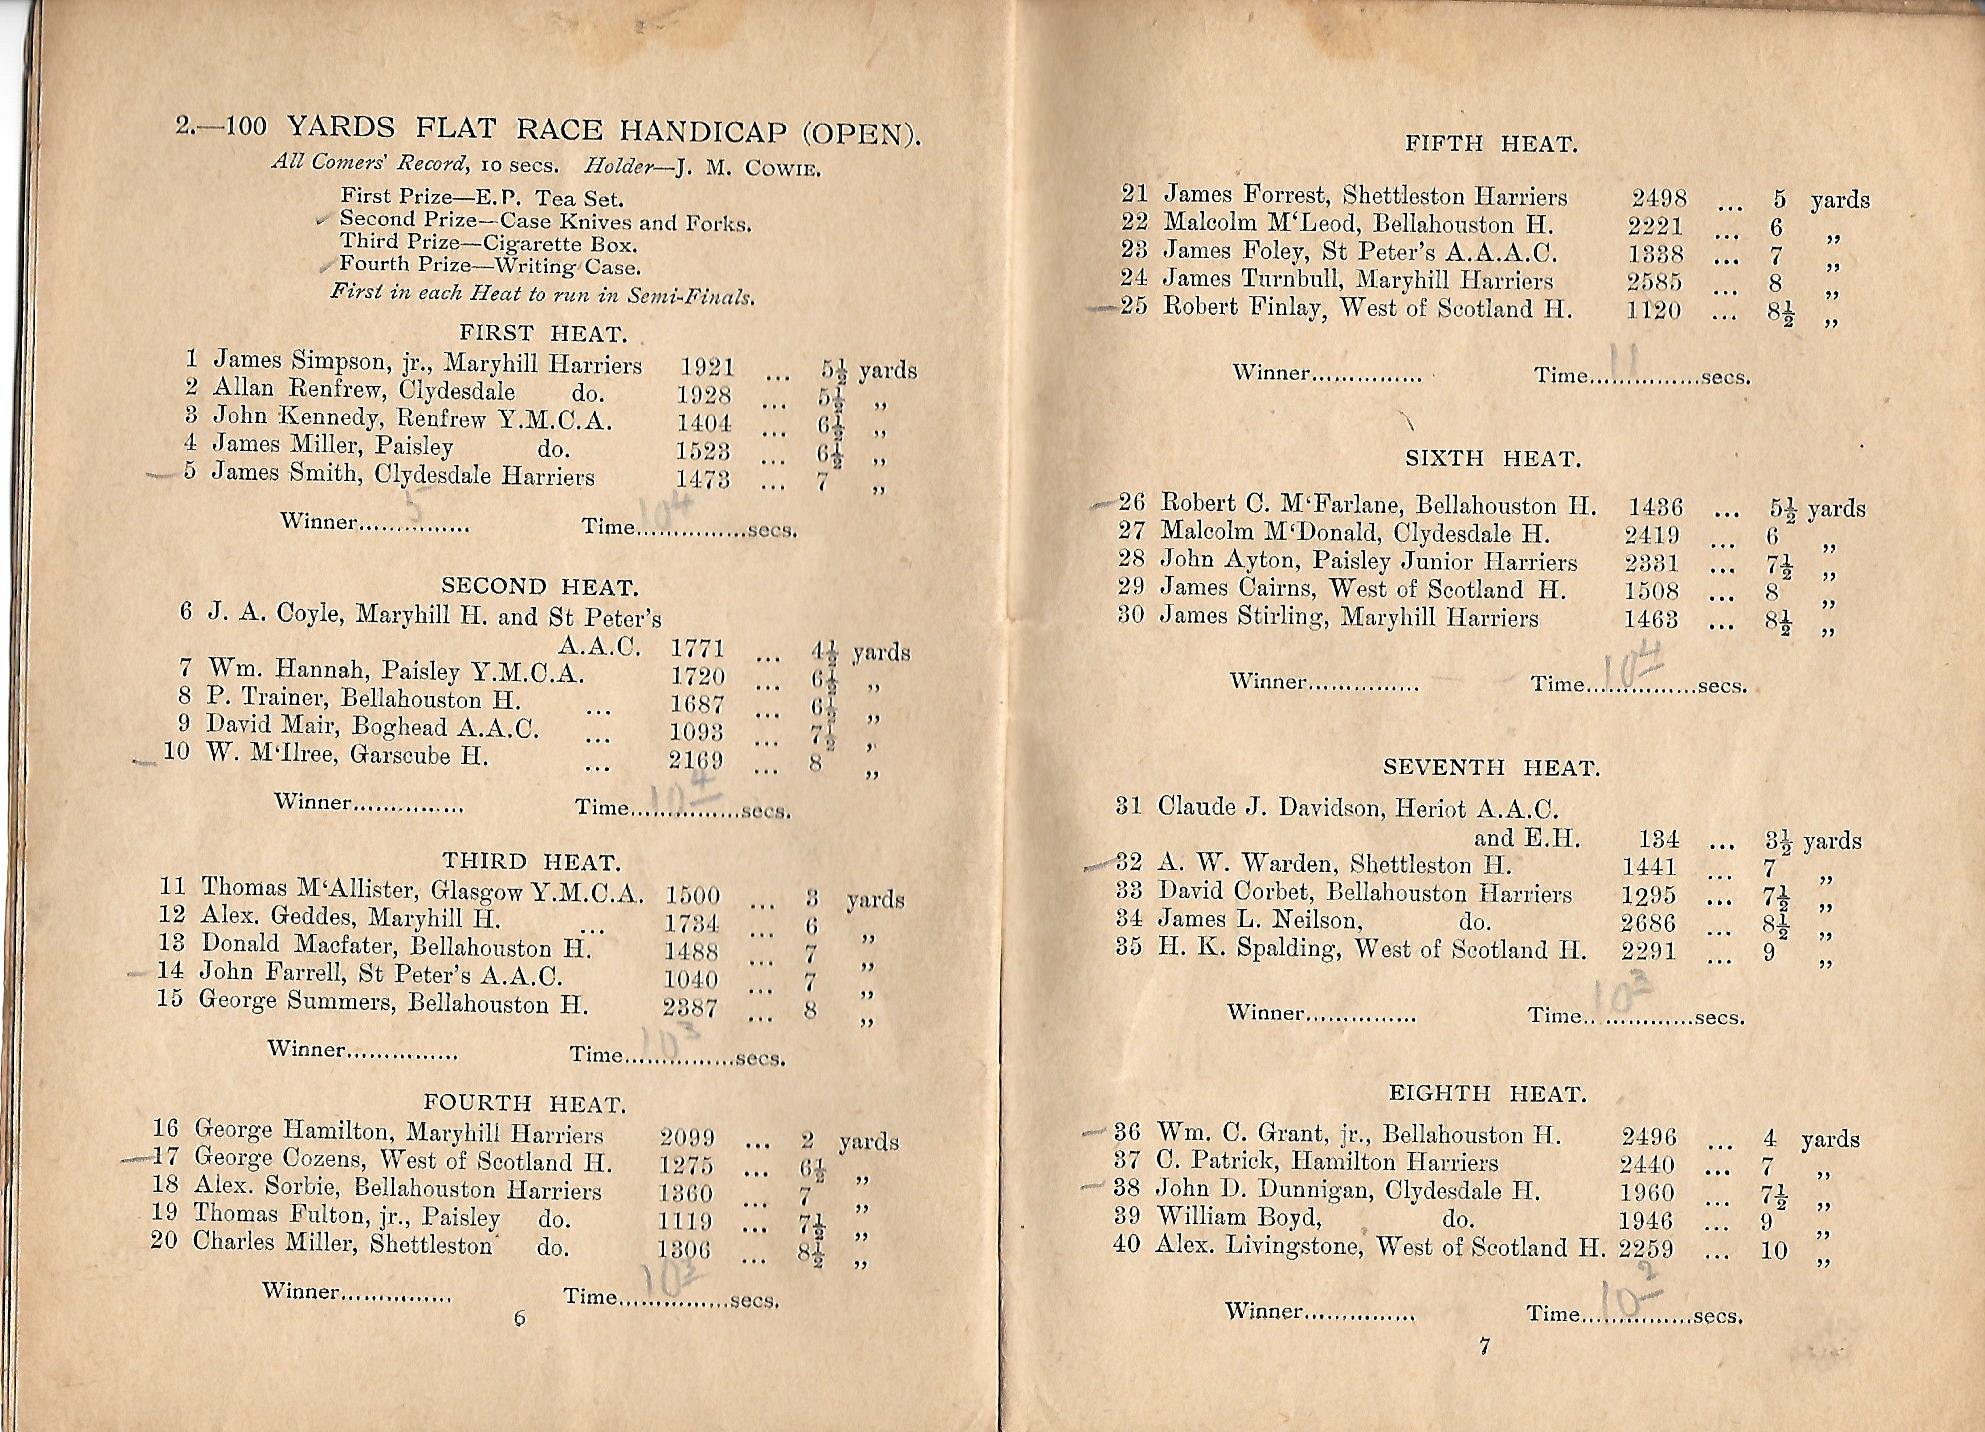 2.—100 YARDS FLAT RACE HANDICAP (OPEN).
All Comers' Record, 10 secs. Holder—J. M. COWIE.
First Prize—E.P. Tea Set.
Second Prize—Case Knives and Forks.
Third Prize—Cigarette Box.
Fourth Prize—Writing Case.
First in each Heat to run in Semi-Finals.
FIRST HEAT.
1 James Simpson, jr., Maryhill Harriers 1921 ... 5½ yards
2 Allan Renfrew, Clydesdale do. 1928 ... 5½ „
3 John Kennedy, Renfrew Y.M.C.A. 1404 ... 6½ „
4 James Miller, Paisley do. 1523 ... 6½ „
5 James Smith, Clydesdale Harriers 1473 ... 7 „
Winner.....5.......... Time...10 4............secs.
SECOND HEAT.
6 J. A. Coyle, Maryhill H. and St Peter's
A.A.C. 1771 ... 4½ yards
7 Wm. Hannah, Paisley Y.M.C.A. 1720 ... 6½ „
8 P. Trainer, Bellahouston H. ... 1687 ... 6½ „
9 David Mair, Boghead A.A.C. ... 1093 ... 7½ „
10 W. M‘Ilree, Garscube H. ... 2169 ... 8 „
Winner............... Time...10 4............secs.
THIRD HEAT.
11 Thomas M‘Allister, Glasgow Y.M.C.A. 1500 ... 3 yards
12 Alex. Geddes, Maryhill H. ... 1734 ... 6 „
13 Donald Macfater, Bellahouston H. 1488 ... 7 „
14 John Farrell, St Peter's A.A.C. 1040 ... 7 „
15 George Summers, Bellahouston H. 2387 ... 8 „
Winner............... Time...10 3............secs.
FOURTH HEAT.
16 George Hamilton, Maryhill Harriers 2099 ... 2 yards
17 George Cozens, West of Scotland H. 1275 ... 6½ „
18 Alex. Sorbie, Bellahouston Harriers 1360 ... 7 „
19 Thomas Fulton, jr., Paisley do. 1119 ... 7½ „
20 Charles Miller, Shettleston do. 1306 ... 8½ „
Winner............... Time...10 3............secs.
6
FIFTH HEAT.
21 James Forrest, Shettleston Harriers 2498 ... 5 yards
22 Malcolm M‘Leod, Bellahouston H. 2221 ... 6 „
23 James Foley, St Peter's A.A.A.C. 1338 ... 7 „
24 James Turnbull, Maryhill Harriers 2585 ... 8 „
25 Robert Finlay, West of Scotland H. 1120 ... 8½ „
Winner............... Time...11............secs.
SIXTH HEAT.
26 Robert C. M‘Farlane, Bellahouston H. 1436 ... 5½ yards
27 Malcolm M‘Donald, Clydesdale H. 2419 ... 6 „
28 John Ayton, Paisley Junior Harriers 2331 ... 7½ „
29 James Cairns, West of Scotland H. 1508 ... 8 „
30 James Stirling, Maryhill Harriers 1463 ... 8½ „
Winner............... Time...10 4............secs.
SEVENTH HEAT.
31 Claude J. Davidson, Heriot A.A.C.
and E.H. 134 ... 3½ yards
32 A. W. Warden, Shettleston H. 1441 ... 7 „
33 David Corbet, Bellahouston Harriers 1295 ... 7½ „
34 James L. Neilson, do. 2686 ... 8½ „
35 H. K. Spalding, West of Scotland H. 2291 ... 9 „
Winner............... Time...10 3............secs.
EIGHTH HEAT.
36 Wm. C. Grant, jr., Bellahouston H. 2496 ... 4 yards
37 C. Patrick, Hamilton Harriers 2440 ... 7 „
38 John D. Dunnigan, Clydesdale H. 1960 ... 7½ „
39 William Boyd, do. 1946 ... 9 „
40 Alex. Livingstone, West of Scotland H. 2259 ... 10 „
Winner............... Time...10 2............secs.
7